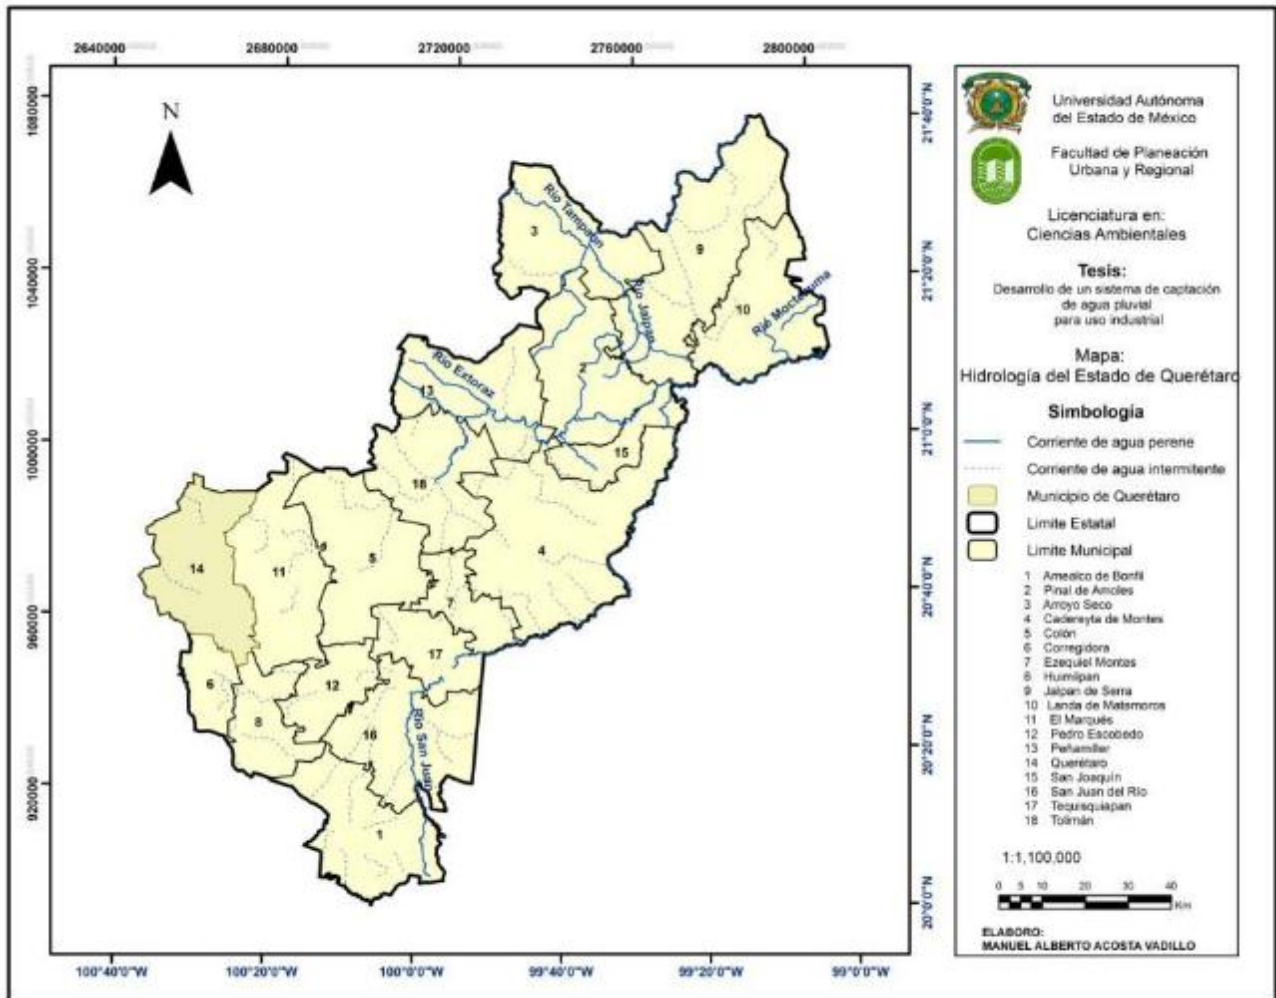 2640000
2680000
2720000
2760000
2800000
1080000
1040000
1000000
960000
920000
21°40'0"N
21°20'0"N
21°0'0"N
20°40'0"N
20°20'0"N
20°0'0"N
N
Río Tampaón
3
9
Río Jalpan
10
2
Río Extoraz
13
15
18
14
11
5
4
7
17
6
12
8
16
Río San Juan
1
100°40'0"W
100°20'0"W
100°0'0"W
99°40'0"W
99°20'0"W
99°0'0"W
Universidad Autónoma
del Estado de México
Facultad de Planeación
Urbana y Regional
Licenciatura en:
Ciencias Ambientales
Tesis:
Desarrollo de un sistema de captación
de agua pluvial
para uso industrial
Mapa:
Hidrología del Estado de Querétaro
Simbología
Corriente de agua perene
Corriente de agua intermitente
Municipio de Querétaro
Limite Estatal
Limite Municipal
1 Amealco de Bonfil
2 Pinal de Amoles
3 Arroyo Seco
4 Cadereyta de Montes
5 Colón
6 Corregidora
7 Ezequiel Montes
8 Huimilpan
9 Jalpan de Serra
10 Landa de Matamoros
11 El Marqués
12 Pedro Escobedo
13 Peñamiller
14 Querétaro
15 San Joaquín
16 San Juan del Río
17 Tequisquiapan
18 Tolimán
1:1,100,000
0 5 10 20 30 40
Km
ELABORO:
MANUEL ALBERTO ACOSTA VADILLO